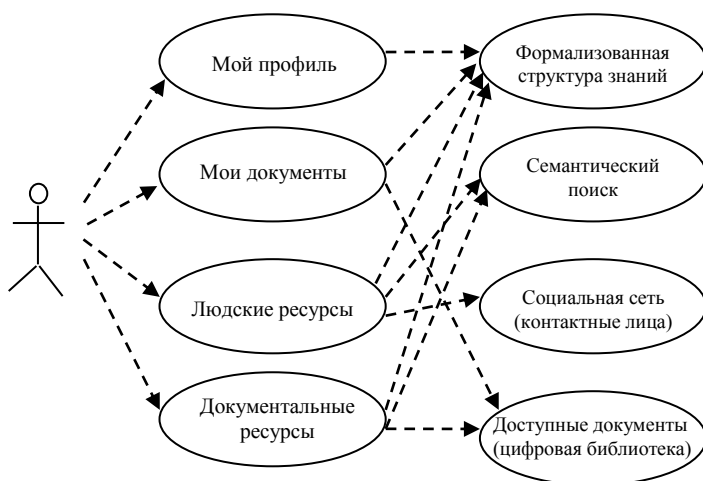 Мой профиль
Мои документы
Людские ресурсы
Документальные
ресурсы
Формализованная
структура знаний
Семантический
поиск
Социальная сеть
(контактные лица)
Доступные документы
(цифровая библиотека)